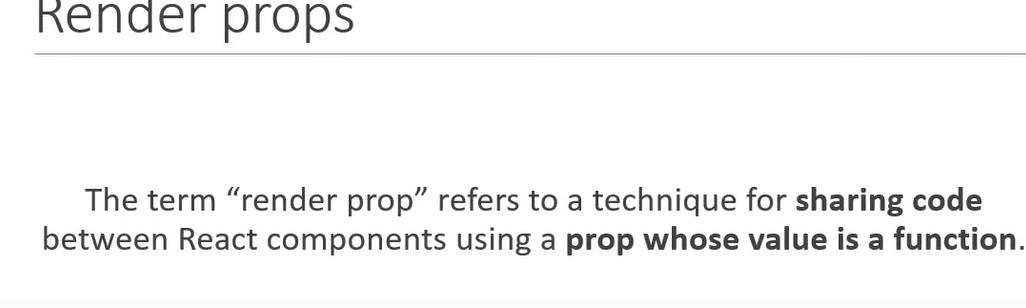 Render props
The term “render prop” refers to a technique for sharing code
between React components using a prop whose value is a function.